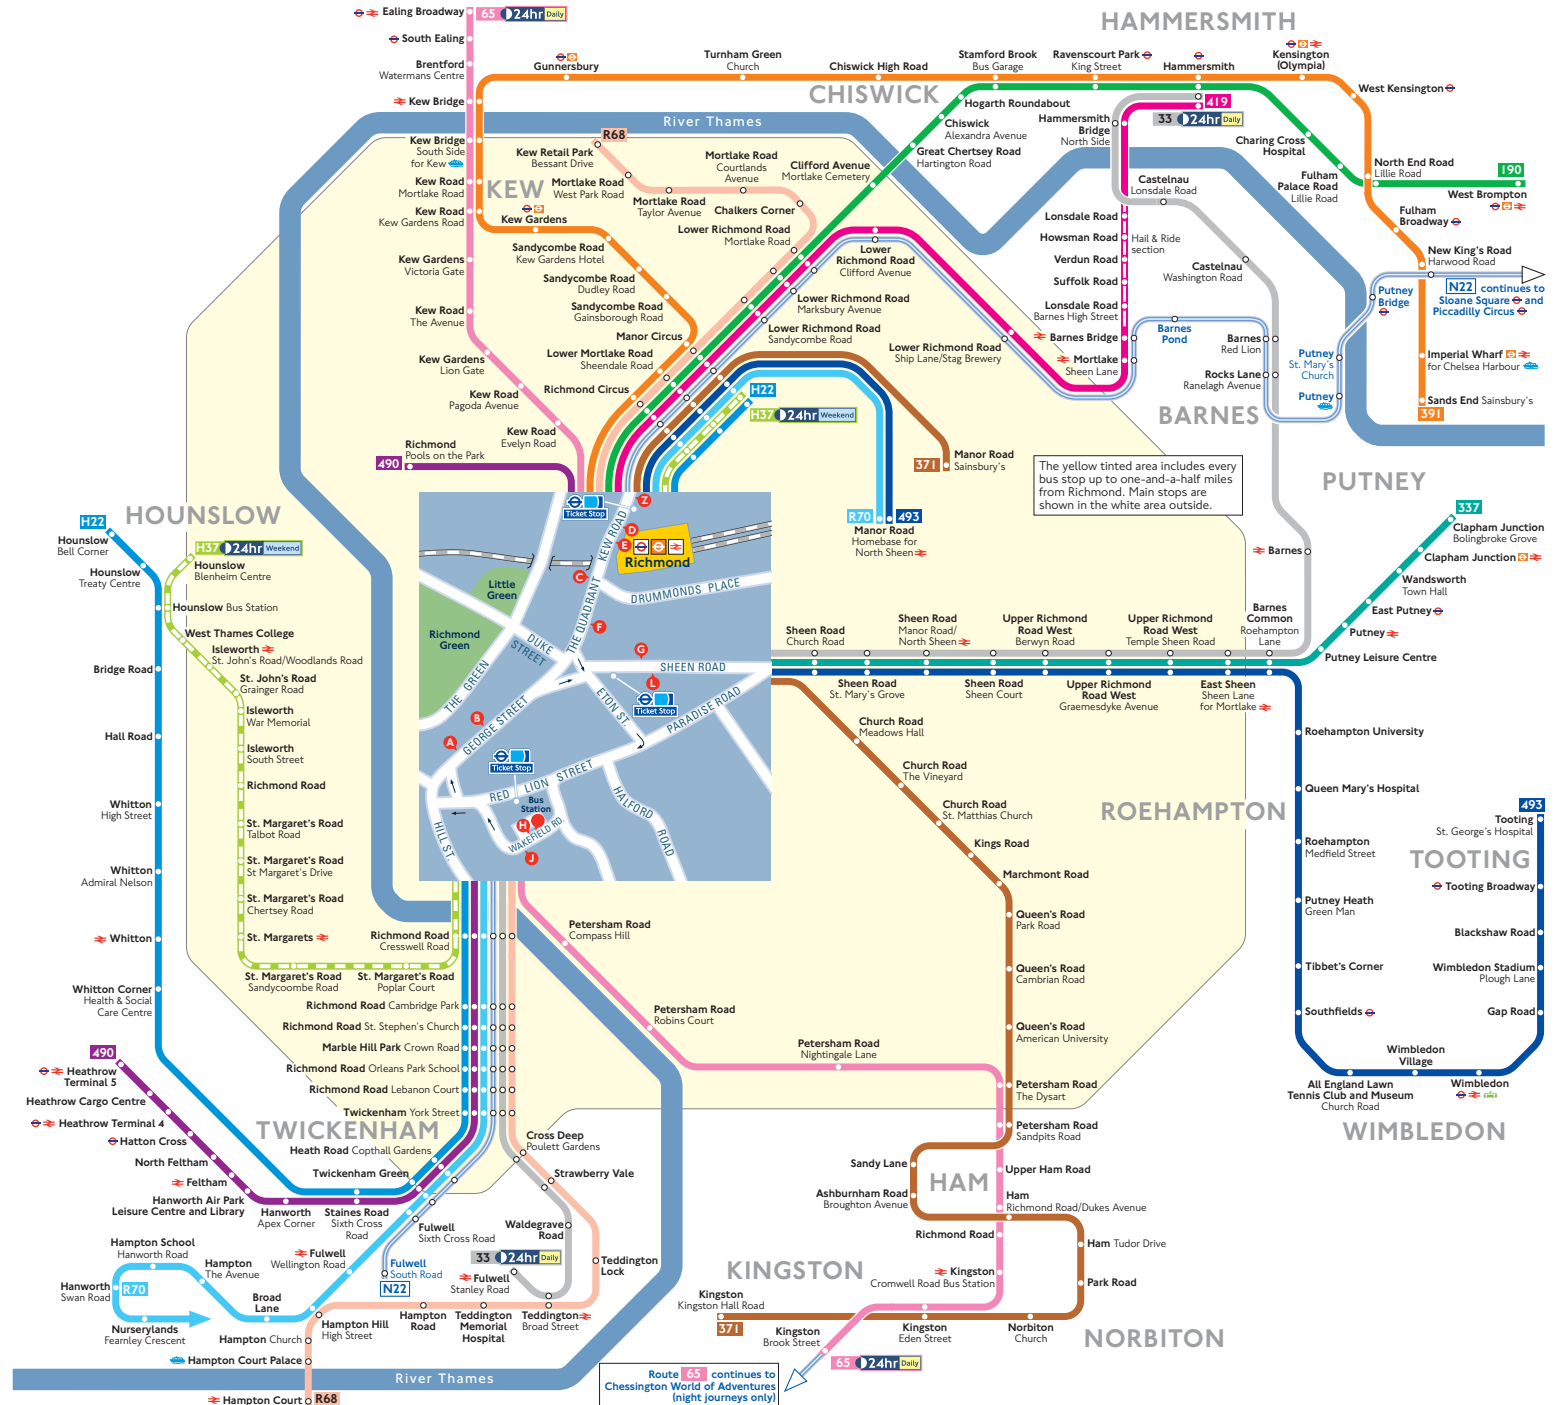 Ealing Broadway
65 24hr Daily
South Ealing
Brentford
Watermans Centre
Kew Bridge
Kew Bridge
South Side
for Kew
Kew Road
Mortlake Road
Kew Road
Kew Gardens Road
Kew Gardens
Victoria Gate
Kew Road
The Avenue
Kew Gardens
Lion Gate
Kew Road
Pagoda Avenue
Kew Road
Evelyn Road
Richmond
Pools on the Park
490
HAMMERSMITH
CHISWICK
KEW
Gunnersbury
Turnham Green
Church
Chiswick High Road
Stamford Brook
Bus Garage
Ravenscourt Park
King Street
Hammersmith
Kensington
(Olympia)
West Kensington
River Thames
Hogarth Roundabout
Chiswick
Alexandra Avenue
Great Chertsey Road
Hartington Road
Clifford Avenue
Mortlake Cemetery
Hammersmith
Bridge
North Side
419
33 24hr Daily
Charing Cross
Hospital
Fulham
Palace Road
Lillie Road
North End Road
Lillie Road
190
West Brompton
Fulham
Broadway
New King's Road
Harwood Road
N22 continues to
Sloane Square and
Piccadilly Circus
Imperial Wharf
for Chelsea Harbour
Sands End Sainsbury's
391
R68
Kew Retail Park
Bessant Drive
Mortlake Road
West Park Road
Mortlake Road
Taylor Avenue
Mortlake Road
Courtlands
Avenue
Chalkers Corner
Lower Richmond Road
Mortlake Road
Kew Gardens
Sandycombe Road
Kew Gardens Hotel
Sandycombe Road
Dudley Road
Sandycombe Road
Gainsborough Road
Manor Circus
Lower Mortlake Road
Sheendale Road
Richmond Circus
Lower
Richmond Road
Clifford Avenue
Lower Richmond Road
Marksbury Avenue
Lower Richmond Road
Sandycombe Road
Lower Richmond Road
Ship Lane/Stag Brewery
Castelnau
Lonsdale Road
Lonsdale Road
Howsman Road
Hail & Ride
section
Verdun Road
Suffolk Road
Lonsdale Road
Barnes High Street
Barnes Bridge
Mortlake
Sheen Lane
Castelnau
Washington Road
Barnes
Pond
Barnes
Red Lion
Rocks Lane
Ranelagh Avenue
Putney
Bridge
Putney
St. Mary's
Church
Putney
BARNES
PUTNEY
H22
H37 24hr Weekend
371
Manor Road
Sainsbury's
R70
493
Manor Road
Homebase for
North Sheen
The yellow tinted area includes every
bus stop up to one-and-a-half miles
from Richmond. Main stops are
shown in the white area outside.
337
Clapham Junction
Bolingbroke Grove
Clapham Junction
Wandsworth
Town Hall
East Putney
Putney
Putney Leisure Centre
Barnes
Barnes
Common
Roehampton
Lane
HOUNSLOW
H22
Hounslow
Bell Corner
Hounslow
Treaty Centre
H37 24hr Weekend
Hounslow
Blenheim Centre
Hounslow Bus Station
West Thames College
Isleworth
St. John's Road/Woodlands Road
St. John's Road
Grainger Road
Isleworth
War Memorial
Isleworth
South Street
Richmond Road
St. Margaret's Road
Talbot Road
St. Margaret's Road
St Margaret's Drive
St. Margaret's Road
Chertsey Road
St. Margarets
St. Margaret's Road
Sandycoombe Road
St. Margaret's Road
Poplar Court
Bridge Road
Hall Road
Whitton
High Street
Whitton
Admiral Nelson
Whitton
Whitton Corner
Health & Social
Care Centre
Ticket Stop
Z
D
E
C
F
G
L
B
A
H
J
KEW ROAD
Richmond
Little
Green
Richmond
Green
DRUMMONDS PLACE
THE QUADRANT
DUKE
STREET
THE GREEN
SHEEN ROAD
Ticket Stop
GEORGE STREET
ETON ST.
PARADISE ROAD
Ticket Stop
RED LION STREET
Bus
Station
WAKEFIELD RD.
HILL ST.
HALFORD
ROAD
Sheen Road
Church Road
Sheen Road
Manor Road/
North Sheen
Upper Richmond
Road West
Berwyn Road
Upper Richmond
Road West
Temple Sheen Road
Sheen Road
St. Mary's Grove
Sheen Road
Sheen Court
Upper Richmond
Road West
Graemesdyke Avenue
East Sheen
Sheen Lane
for Mortlake
Church Road
Meadows Hall
Church Road
The Vineyard
Church Road
St. Matthias Church
Kings Road
Marchmont Road
Queen's Road
Park Road
Queen's Road
Cambrian Road
Queen's Road
American University
Petersham Road
The Dysart
Petersham Road
Sandpits Road
Roehampton University
Queen Mary's Hospital
ROEHAMPTON
Roehampton
Medfield Street
Putney Heath
Green Man
Tibbet's Corner
Southfields
All England Lawn
Tennis Club and Museum
Church Road
Wimbledon
Village
Wimbledon
WIMBLEDON
493
Tooting
St. George's Hospital
TOOTING
Tooting Broadway
Blackshaw Road
Wimbledon Stadium
Plough Lane
Gap Road
Richmond Road
Cresswell Road
Richmond Road Cambridge Park
Richmond Road St. Stephen's Church
Marble Hill Park Crown Road
Richmond Road Orleans Park School
Richmond Road Lebanon Court
Twickenham York Street
TWICKENHAM
Heath Road Copthall Gardens
Twickenham Green
Petersham Road
Compass Hill
Petersham Road
Robins Court
Petersham Road
Nightingale Lane
490
Heathrow
Terminal 5
Heathrow Cargo Centre
Heathrow Terminal 4
Hatton Cross
North Feltham
Feltham
Hanworth Air Park
Leisure Centre and Library
Hanworth
Apex Corner
Staines Road
Sixth Cross
Road
Fulwell
Sixth Cross Road
Fulwell
Wellington Road
Fulwell
South Road
N22
Hampton School
Hanworth Road
Hanworth
Swan Road
R70
Hampton
The Avenue
Broad
Lane
Nurserylands
Fearnley Crescent
Hampton Hill
High Street
Hampton Church
Hampton Court Palace
Hampton Court
R68
Cross Deep
Poulett Gardens
Strawberry Vale
Waldegrave
Road
33 24hr Daily
Fulwell
Stanley Road
Teddington
Lock
Hampton
Road
Teddington
Memorial
Hospital
Teddington
Broad Street
River Thames
Sandy Lane
HAM
Ashburnham Road
Broughton Avenue
Upper Ham Road
Ham
Richmond Road/Dukes Avenue
Richmond Road
Ham Tudor Drive
Park Road
KINGSTON
Kingston
Cromwell Road Bus Station
Kingston
Kingston Hall Road
371
Kingston
Brook Street
Kingston
Eden Street
Norbiton
Church
NORBITON
65 24hr Daily
Route 65 continues to
Chessington World of Adventures
(night journeys only)